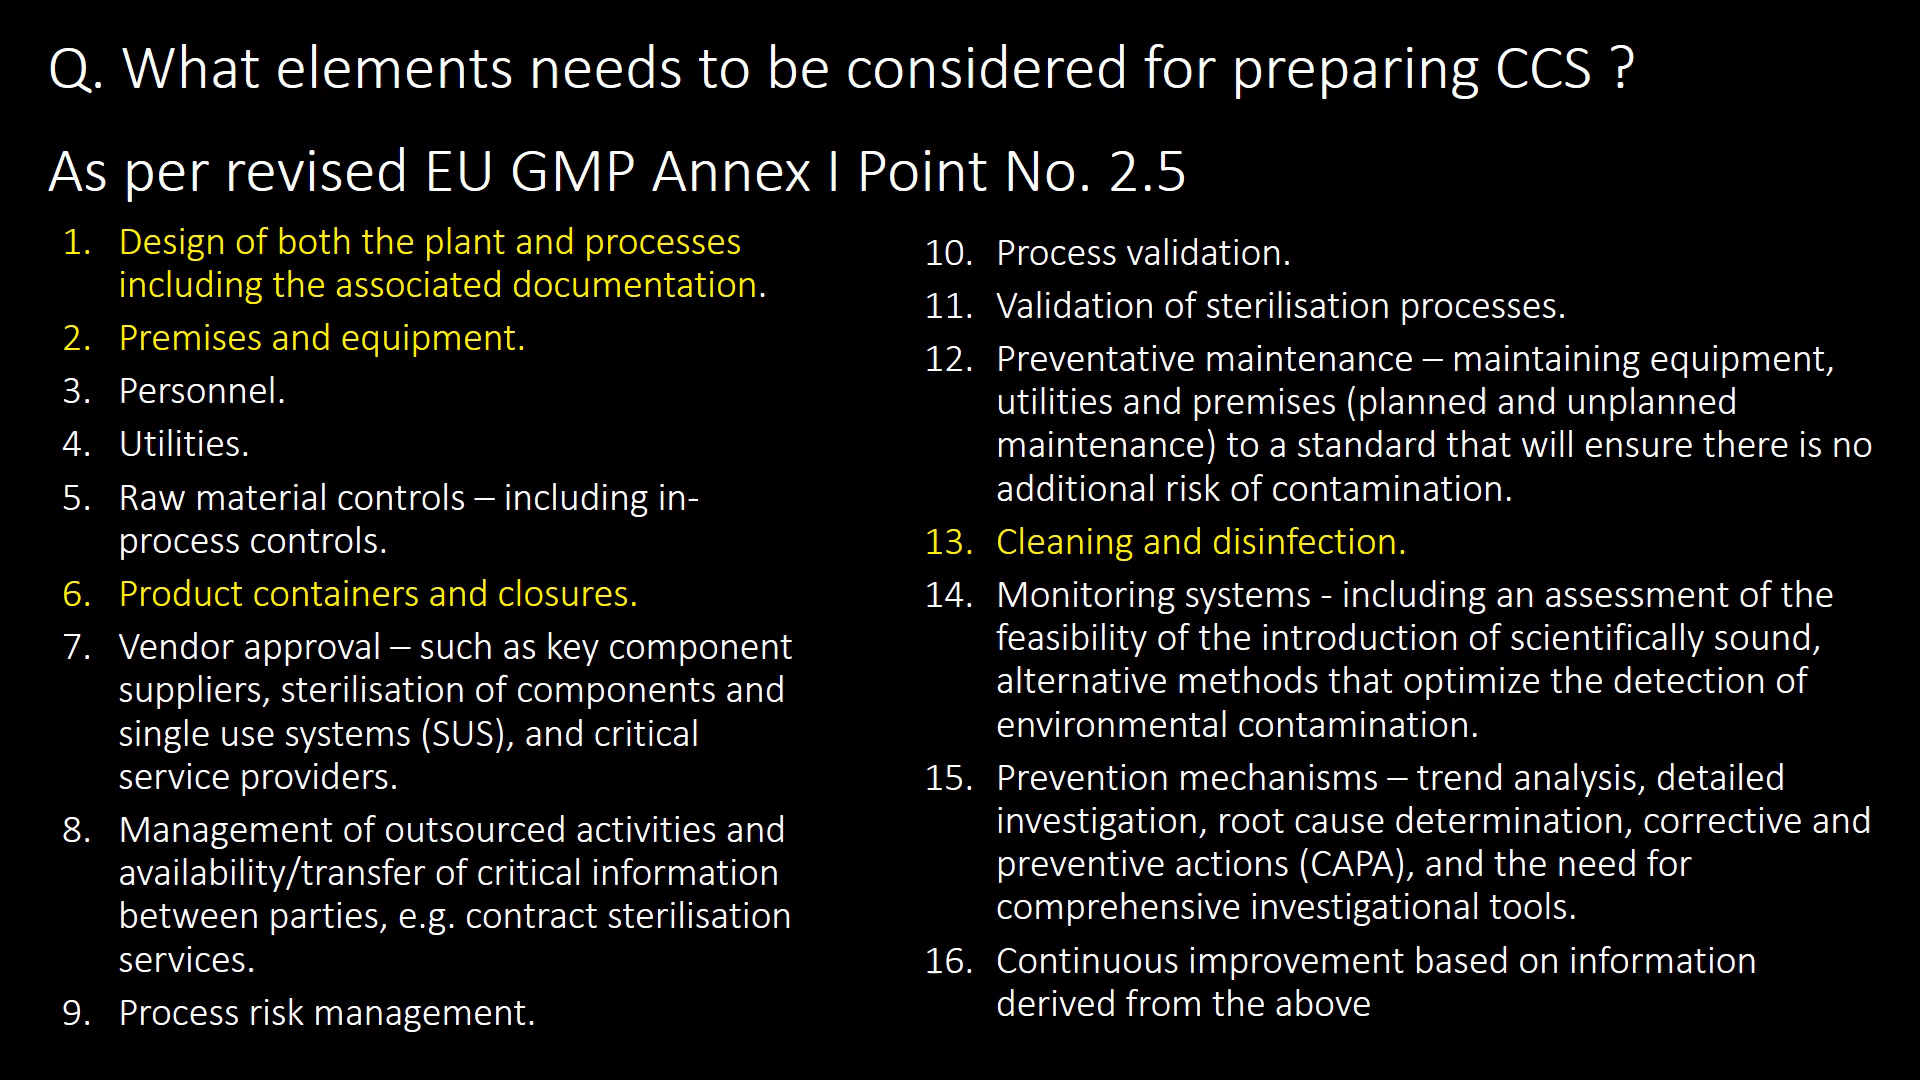 Q. What elements needs to be considered for preparing CCS ?
As per revised EU GMP Annex I Point No. 2.5
1. Design of both the plant and processes
including the associated documentation.
2. Premises and equipment.
3. Personnel.
4. Utilities.
5. Raw material controls – including in-
process controls.
6. Product containers and closures.
7. Vendor approval – such as key component
suppliers, sterilisation of components and
single use systems (SUS), and critical
service providers.
8. Management of outsourced activities and
availability/transfer of critical information
between parties, e.g. contract sterilisation
services.
9. Process risk management.
10. Process validation.
11. Validation of sterilisation processes.
12. Preventative maintenance – maintaining equipment,
utilities and premises (planned and unplanned
maintenance) to a standard that will ensure there is no
additional risk of contamination.
13. Cleaning and disinfection.
14. Monitoring systems - including an assessment of the
feasibility of the introduction of scientifically sound,
alternative methods that optimize the detection of
environmental contamination.
15. Prevention mechanisms – trend analysis, detailed
investigation, root cause determination, corrective and
preventive actions (CAPA), and the need for
comprehensive investigational tools.
16. Continuous improvement based on information
derived from the above